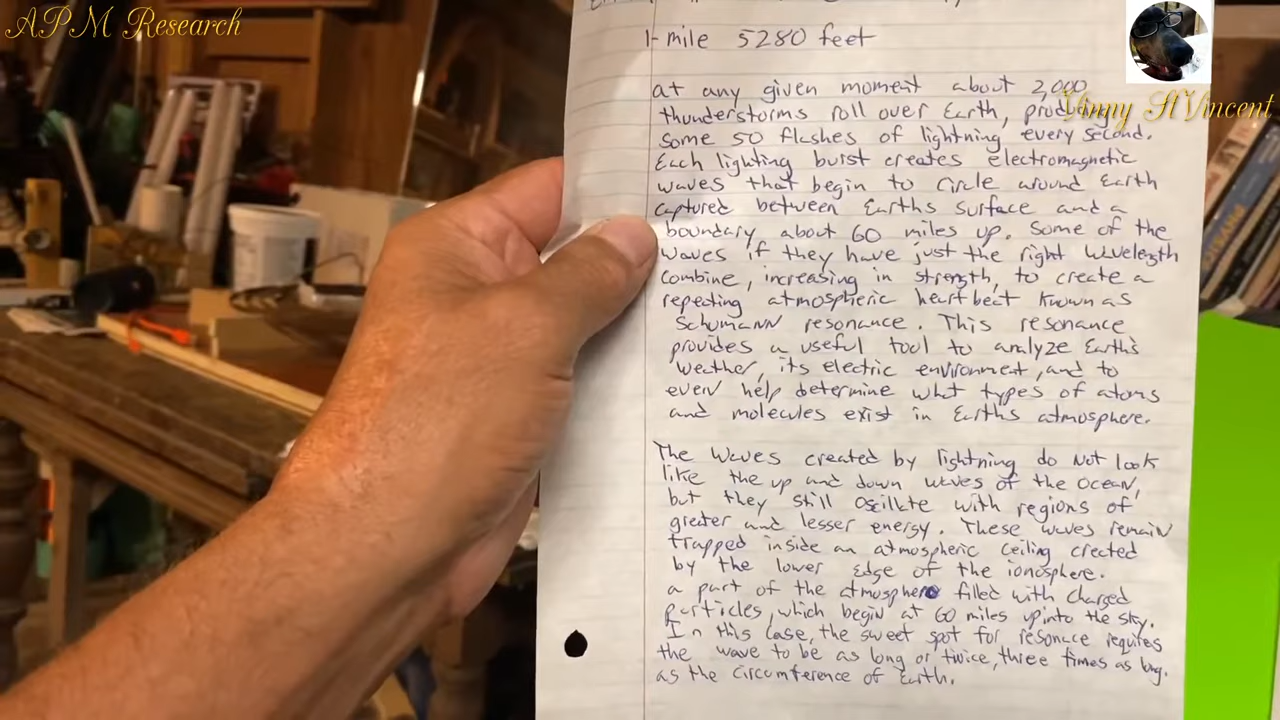 APM Research
1- mile 5280 feet
Vinny St Vincent
at any given moment about 2,000
thunderstorms roll over Earth,
some 50 flashes of lightning every second.
Each lighting burst creates electromagnetic
waves that begin to circle around Earth
captured between Earths surface and a
boundary about 60 miles up. Some of the
waves if they have just the right wavelength
combine, increasing in strength, to create a
repeating atmospheric heartbeat known as
Schumann resonance. This resonance
provides a useful tool to analyze Earth's
weather, its electric environment, and to
even help determine what types of atoms
and molecules exist in Earths atmosphere.
The waves created by lightning do not look
like the up and down waves of the ocean,
but they still oscillate with regions of
greater and lesser energy. These waves remain
trapped inside an atmospheric ceiling created
by the lower edge of the ionosphere.
a part of the atmosphere filled with charged
particles, which begin at 60 miles up into the sky.
In this case, the sweet spot for resonace requires
the wave to be as long or twice, three times as long.
as the circumference of Earth.